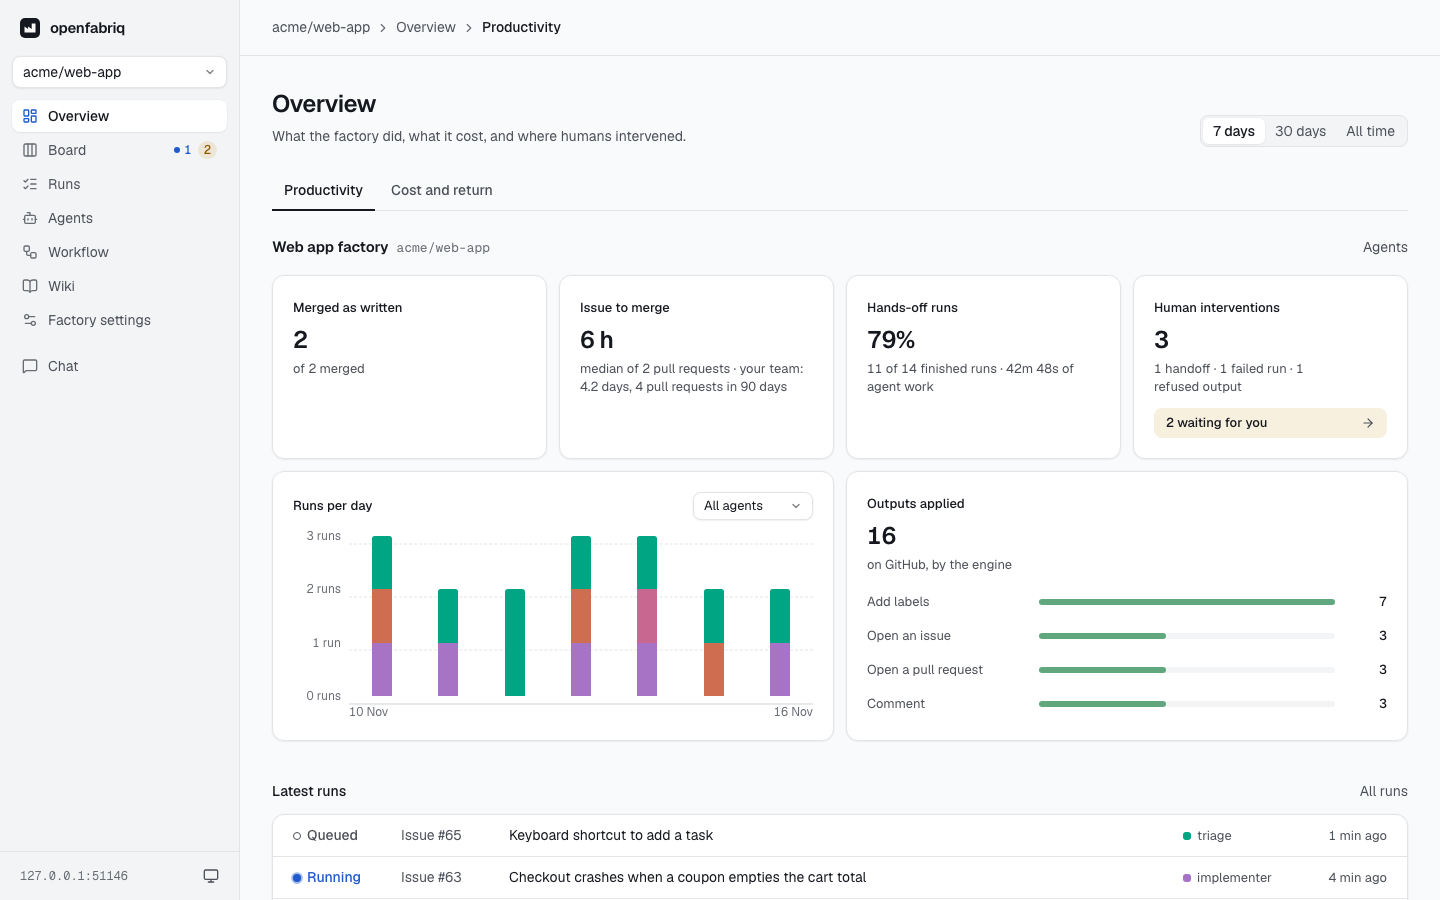 openfabriq
acme/web-app
Overview
Board
1
2
Runs
Agents
Workflow
Wiki
Factory settings
Chat
127.0.0.1:51146
acme/web-app > Overview > Productivity
Overview
What the factory did, what it cost, and where humans intervened.
7 days
30 days
All time
Productivity
Cost and return
Web app factory acme/web-app
Agents
Merged as written
2
of 2 merged
Issue to merge
6 h
median of 2 pull requests · your team:
4.2 days, 4 pull requests in 90 days
Hands-off runs
79%
11 of 14 finished runs · 42m 48s of
agent work
Human interventions
3
1 handoff · 1 failed run · 1
refused output
2 waiting for you
Runs per day
All agents
3 runs
2 runs
1 run
0 runs
10 Nov
16 Nov
Outputs applied
16
on GitHub, by the engine
Add labels 7
Open an issue 3
Open a pull request 3
Comment 3
Latest runs
All runs
Queued Issue #65 Keyboard shortcut to add a task triage 1 min ago
Running Issue #63 Checkout crashes when a coupon empties the cart total implementer 4 min ago